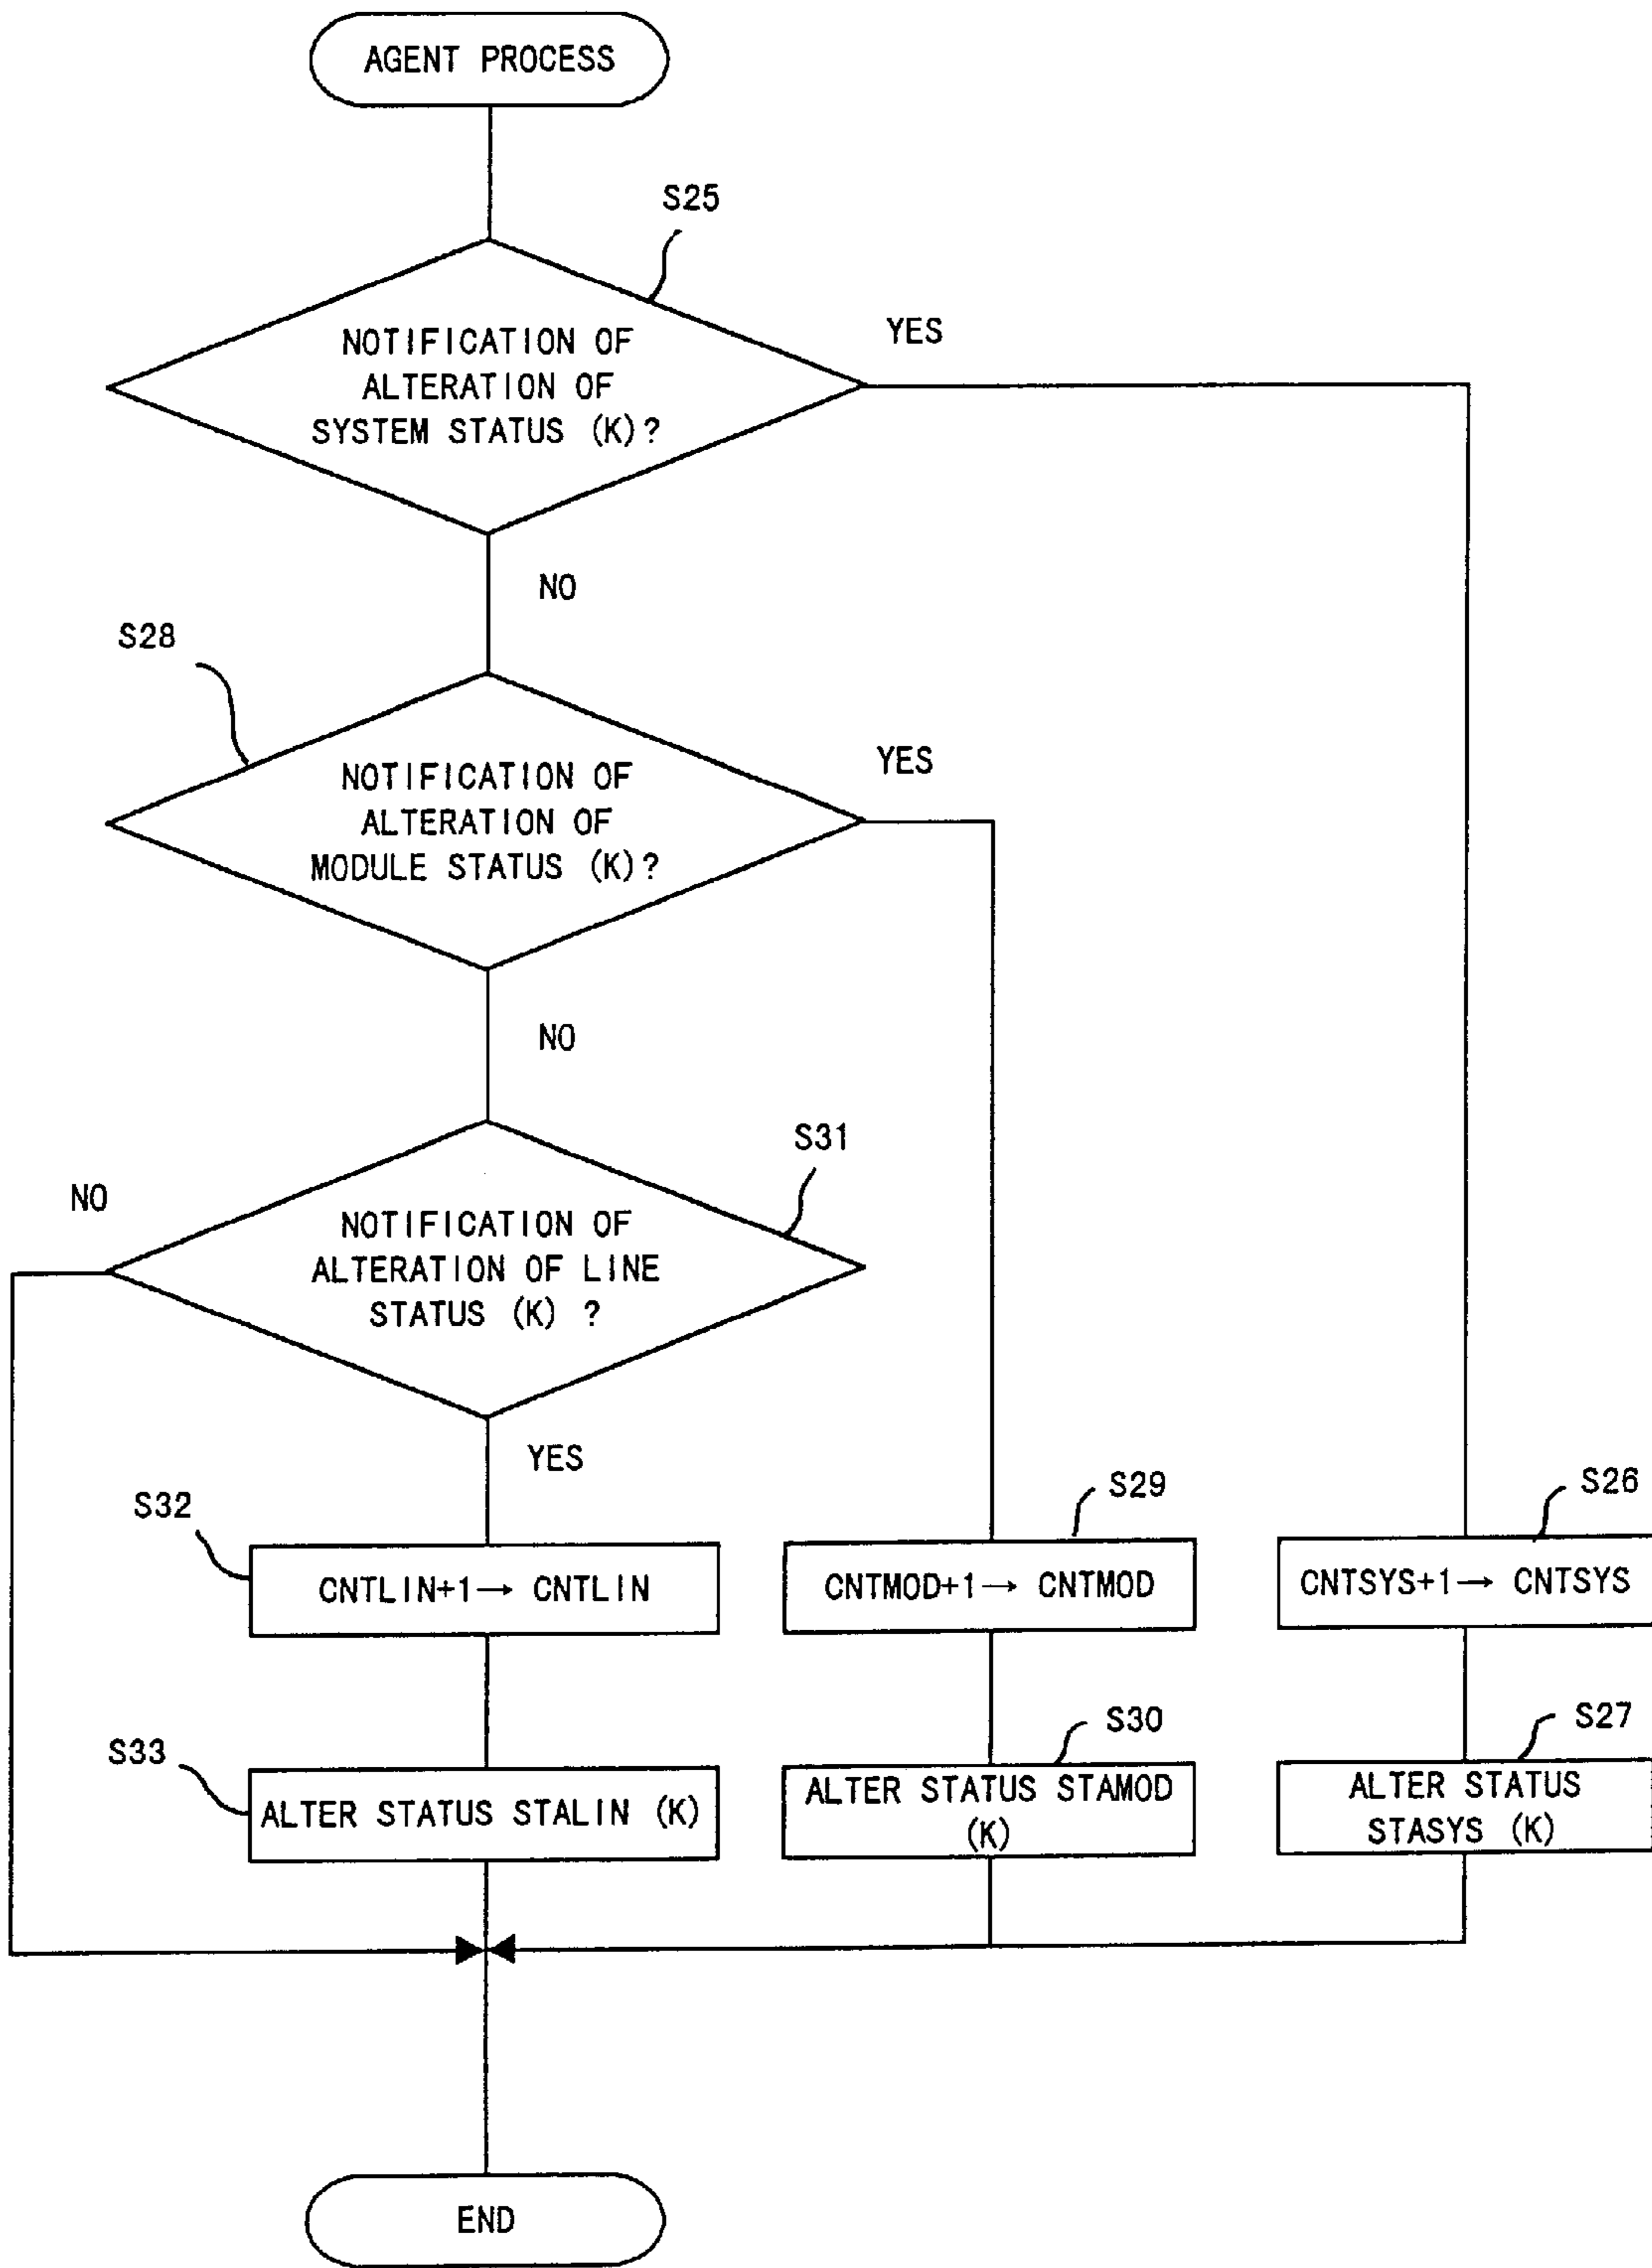 AGENT PROCESS
S25
NOTIFICATION OF
ALTERATION OF
SYSTEM STATUS (K)?
YES
NO
S28
NOTIFICATION OF
ALTERATION OF
MODULE STATUS (K)?
YES
NO
S31
NO
NOTIFICATION OF
ALTERATION OF LINE
STATUS (K) ?
YES
S32
CNTLIN+1→ CNTLIN
S29
CNTMOD+1→ CNTMOD
S26
CNTSYS+1→ CNTSYS
S33
ALTER STATUS STALIN (K)
S30
ALTER STATUS STAMOD
(K)
S27
ALTER STATUS
STASYS (K)
END